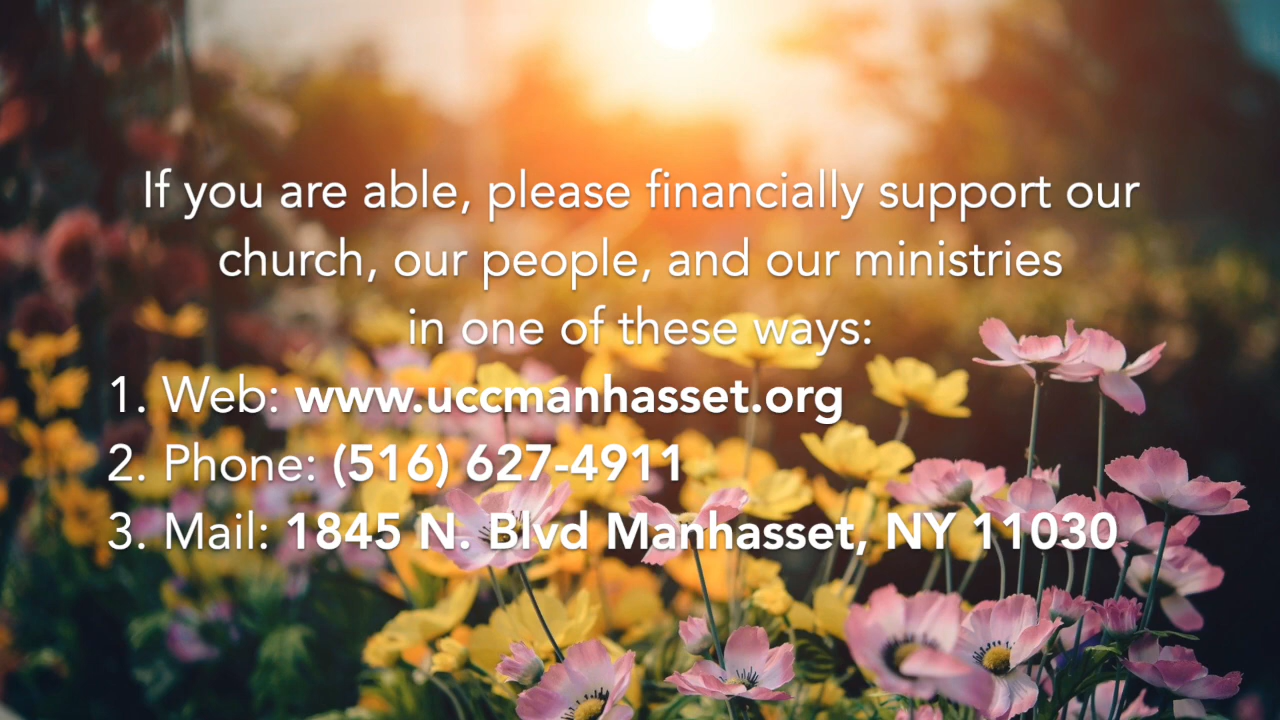 If you are able, please financially support our
church, our people, and our ministries
in one of these ways:
1. Web: www.uccmanhasset.org
2. Phone: (516) 627-4911
3. Mail: 1845 N. Blvd Manhasset, NY 11030